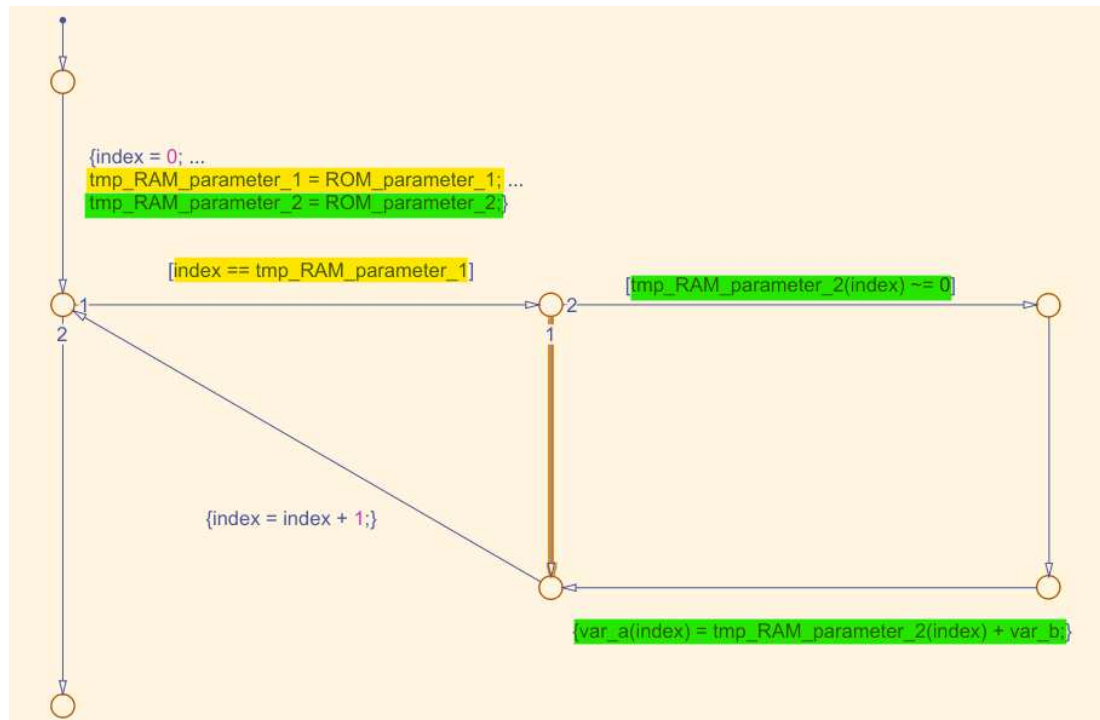 {index = 0; ...
tmp_RAM_parameter_1 = ROM_parameter_1; ...
tmp_RAM_parameter_2 = ROM_parameter_2;}
[index == tmp_RAM_parameter_1]
[tmp_RAM_parameter_2(index) ~= 0]
1
2
2
1
{index = index + 1;}
{var_a(index) = tmp_RAM_parameter_2(index) + var_b;}